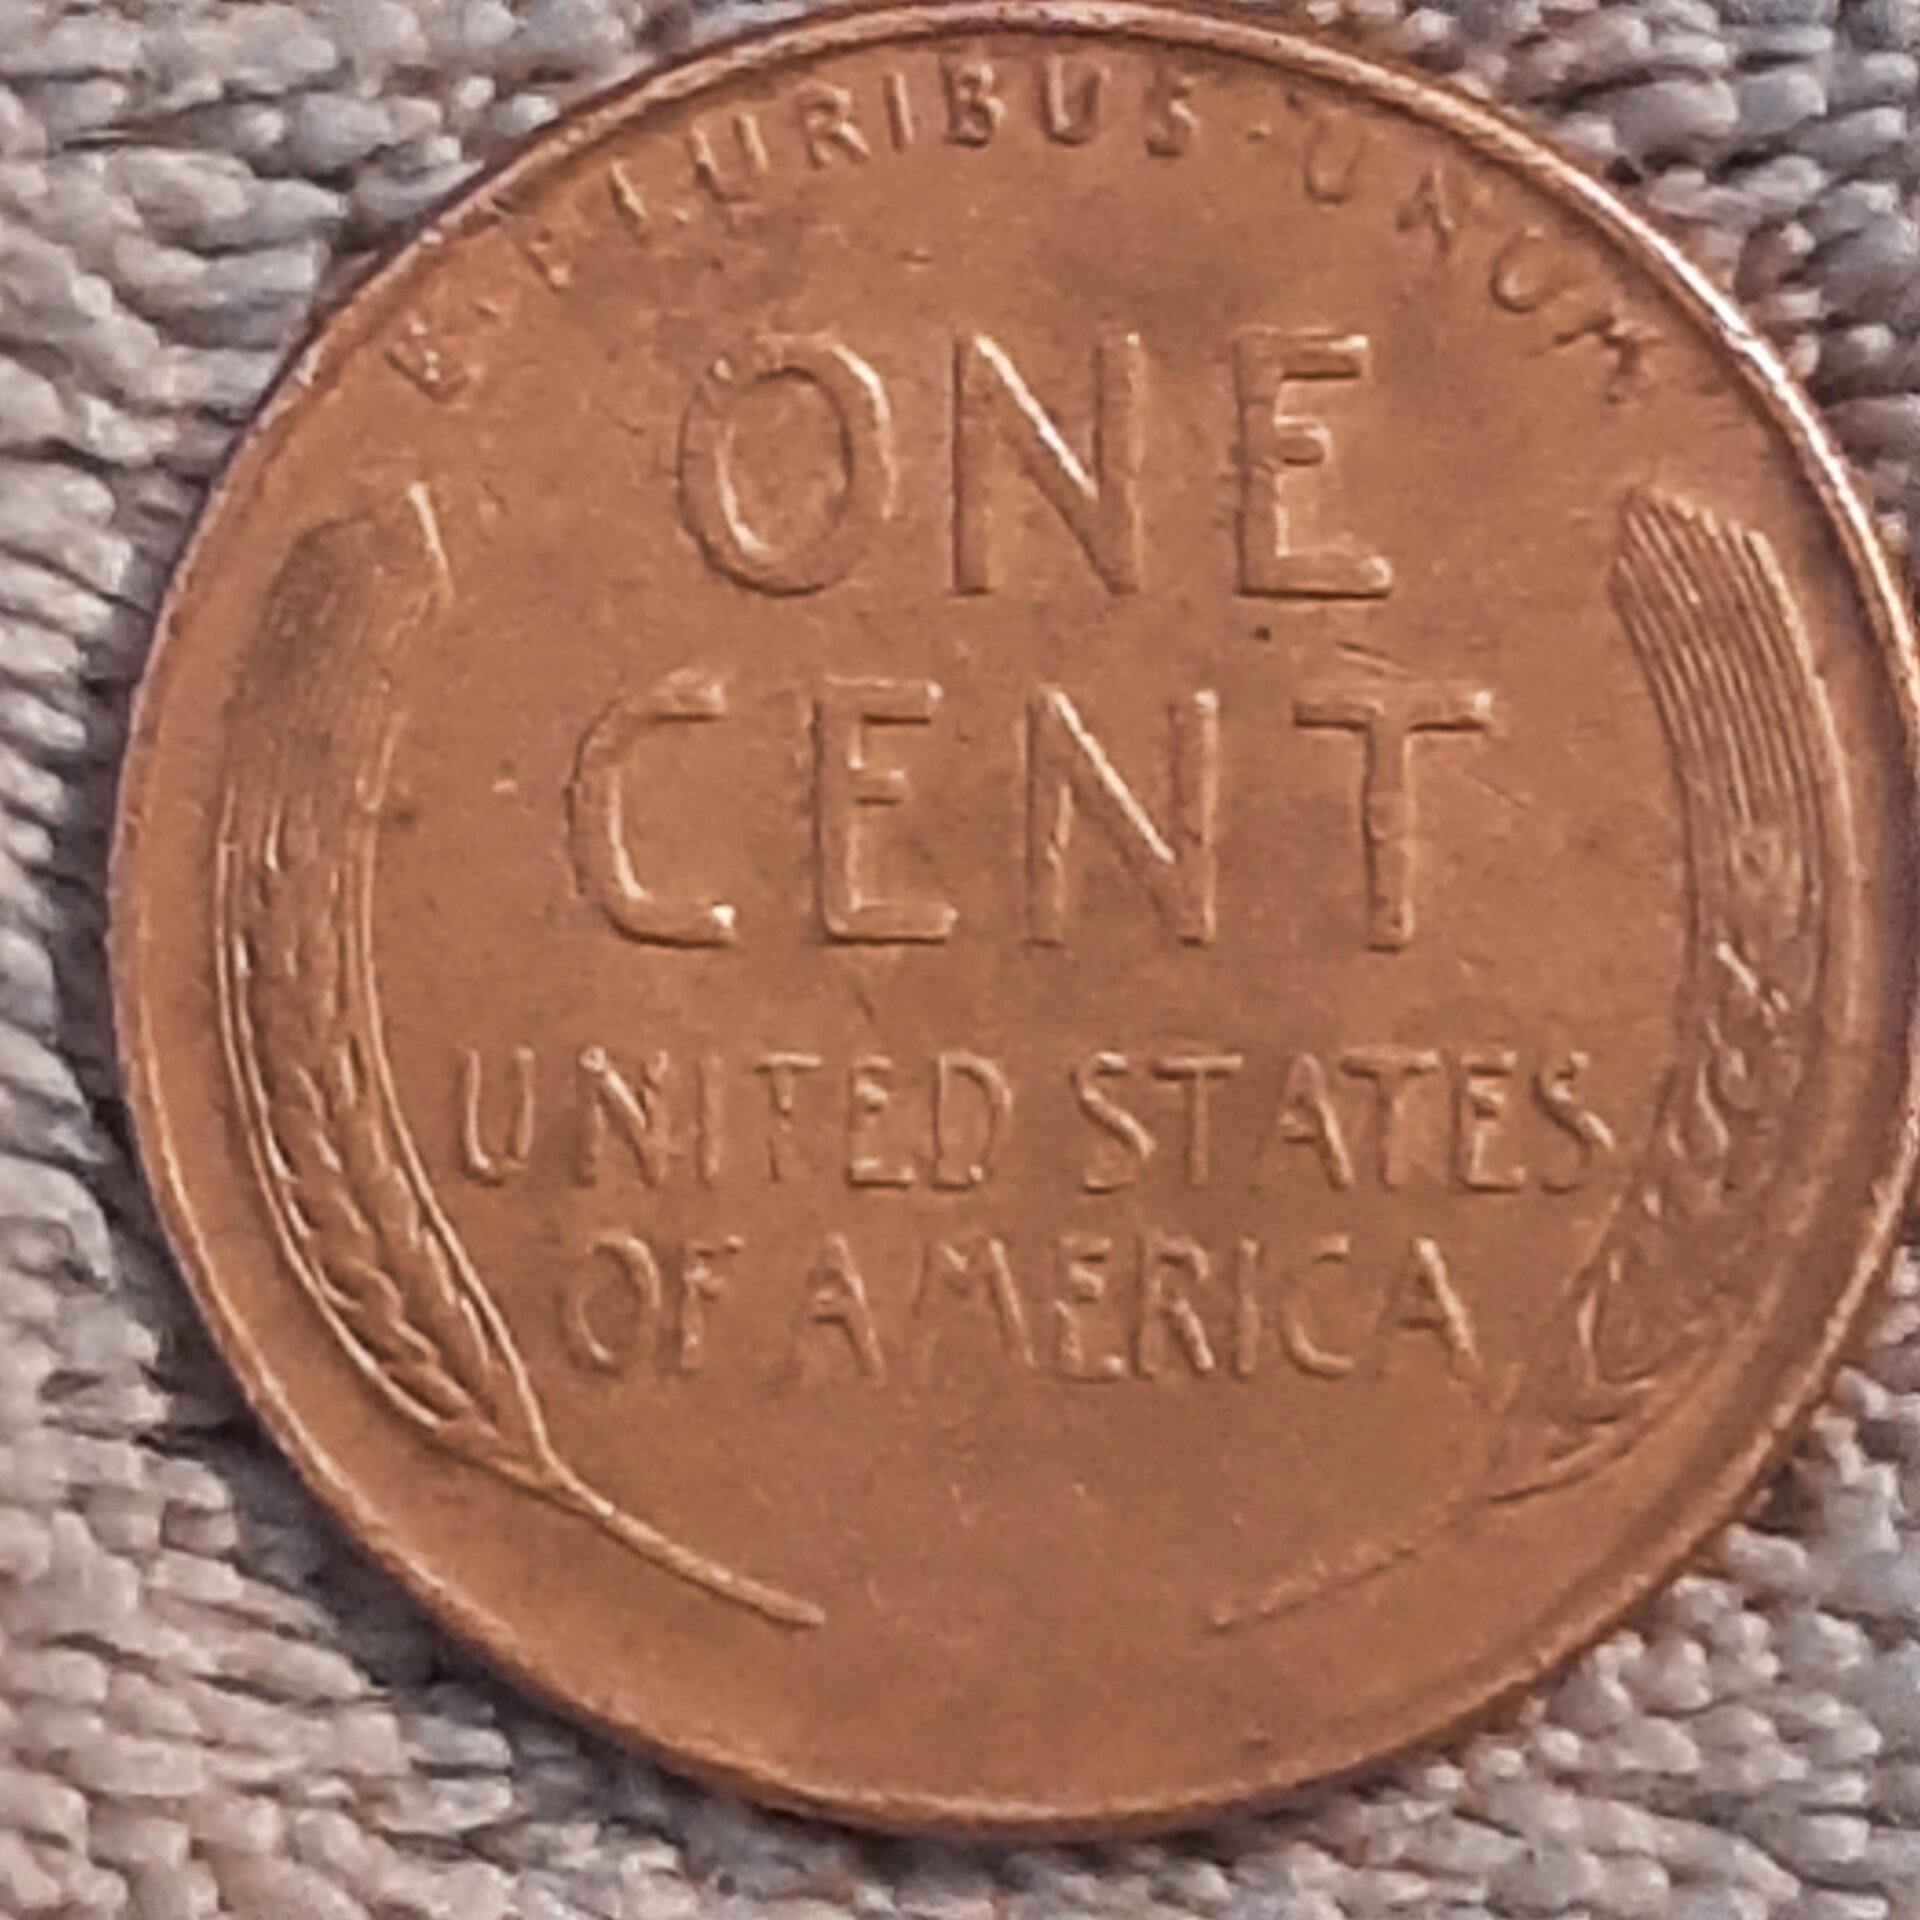 E·PLURIBUS·UNUM
ONE
CENT
UNITED STATES
OF AMERICA